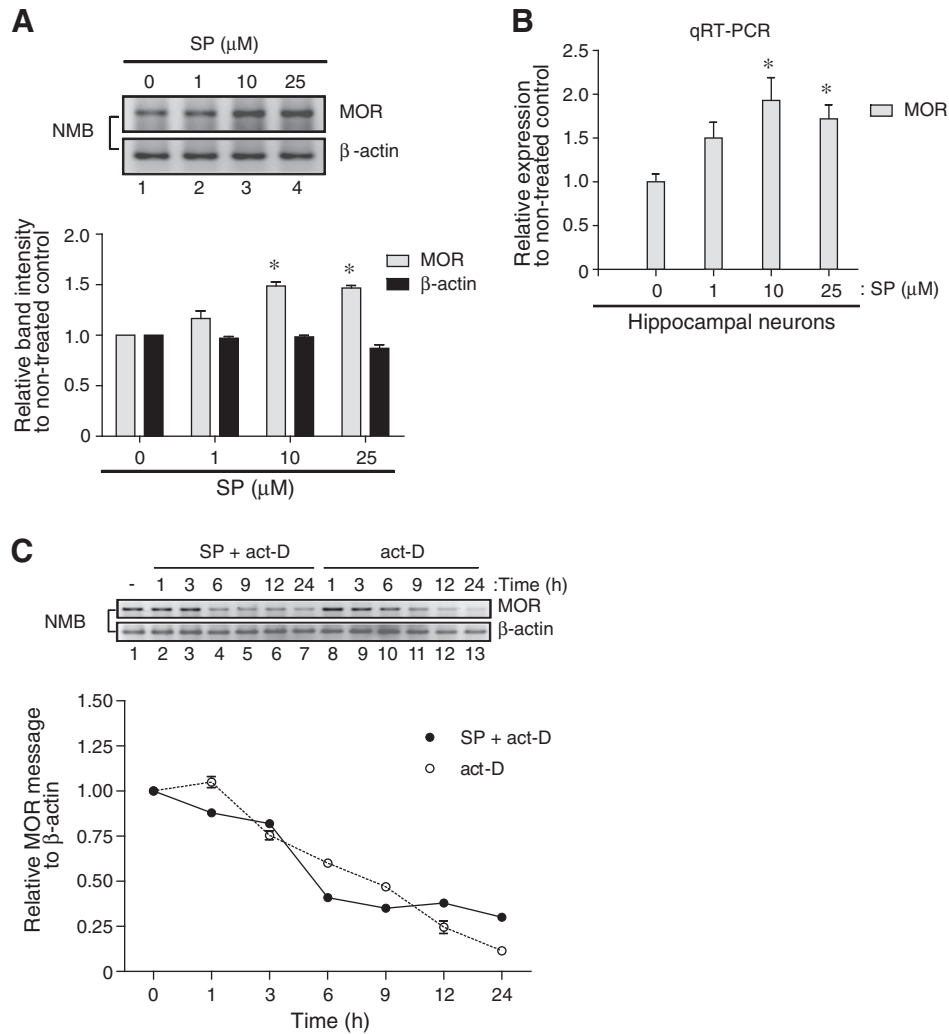 A
SP (μM)
0 1 10 25
NMB
MOR
β-actin
1 2 3 4
Relative band intensity
to non-treated control
2.0
1.5
1.0
0.5
0
* *
MOR
β-actin
0 1 10 25
SP (μM)
B
qRT-PCR
Relative expression
to non-treated control
2.5
2.0
1.5
1.0
0.5
0
* *
MOR
0 1 10 25 : SP (μM)
Hippocampal neurons
C
SP + act-D act-D
- 1 3 6 9 12 24 :Time (h) 1 3 6 9 12 24
NMB
MOR
β-actin
1 2 3 4 5 6 7 8 9 10 11 12 13
Relative MOR message
to β-actin
1.50
1.25
1.00
0.75
0.50
0.25
0
SP + act-D
act-D
0 1 3 6 9 12 24
Time (h)